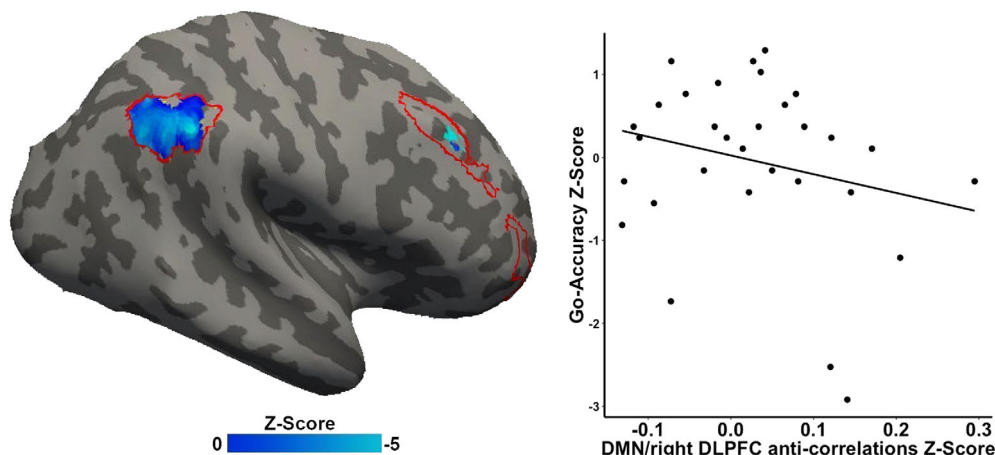 Z-Score
0 -5
Go-Accuracy Z-Score
1
0
-1
-2
-3
-0.1 0.0 0.1 0.2 0.3
DMN/right DLPFC anti-correlations Z-Score